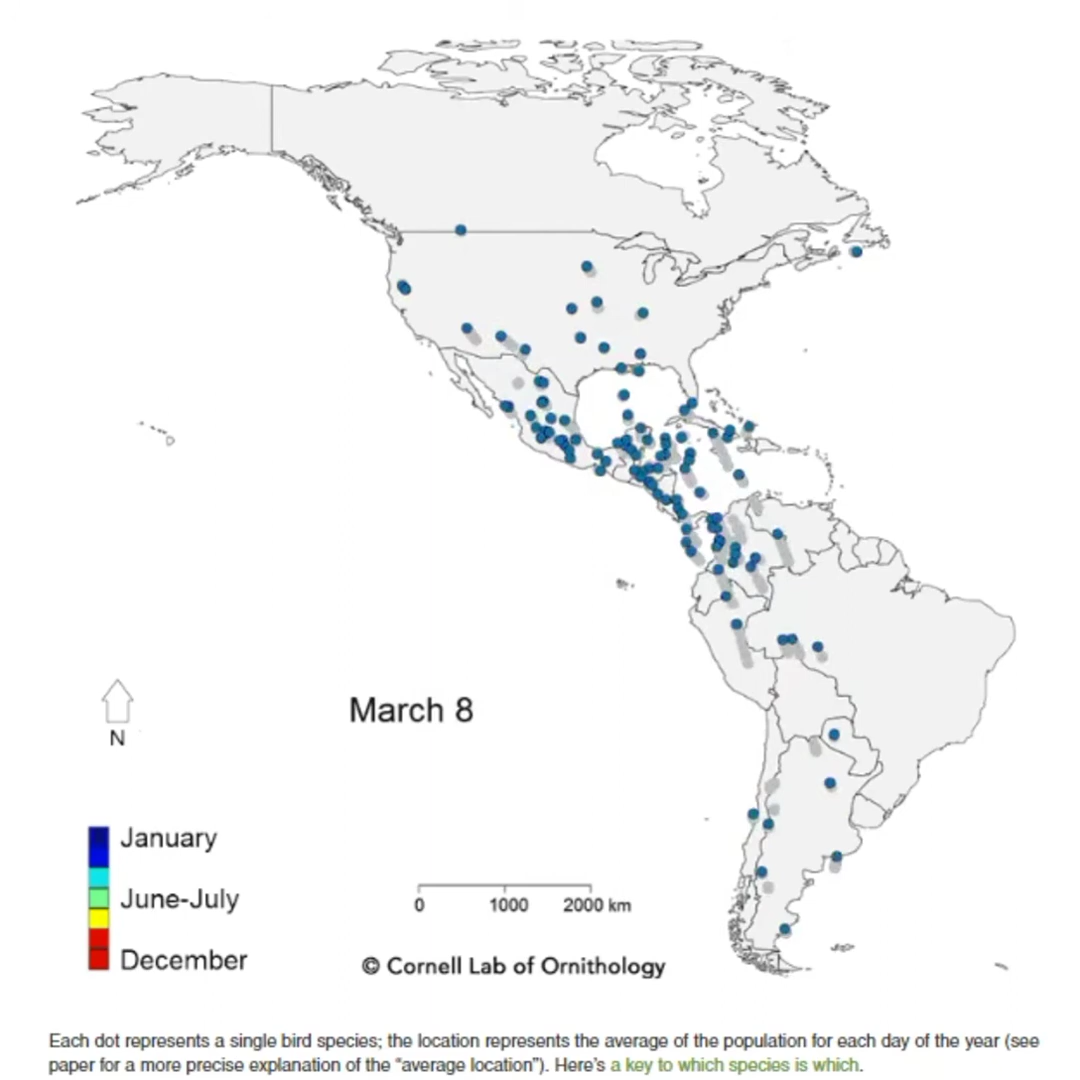 March 8
N
January
June-July
December
0 1000 2000 km
© Cornell Lab of Ornithology
Each dot represents a single bird species; the location represents the average of the population for each day of the year (see
paper for a more precise explanation of the “average location”). Here’s a key to which species is which.